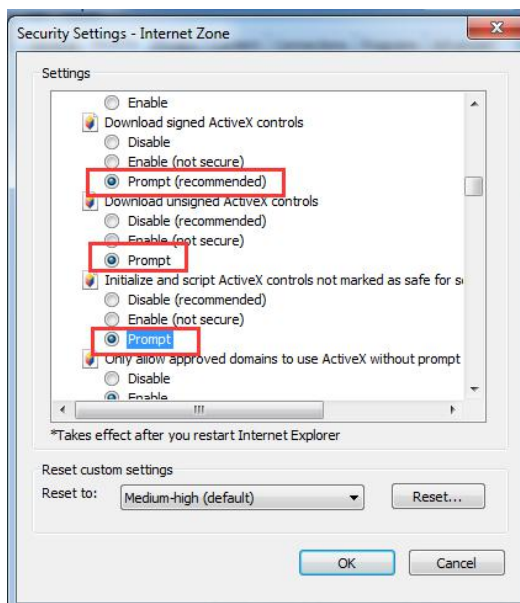 Security Settings - Internet Zone
Settings
Enable
Download signed ActiveX controls
Disable
Enable (not secure)
Prompt (recommended)
Download unsigned ActiveX controls
Disable (recommended)
Enable (not secure)
Prompt
Initialize and script ActiveX controls not marked as safe for s
Disable (recommended)
Enable (not secure)
Prompt
Only allow approved domains to use ActiveX without prompt
Disable
Enable
*Takes effect after you restart Internet Explorer
Reset custom settings
Reset to:
Medium-high (default)
Reset...
OK
Cancel